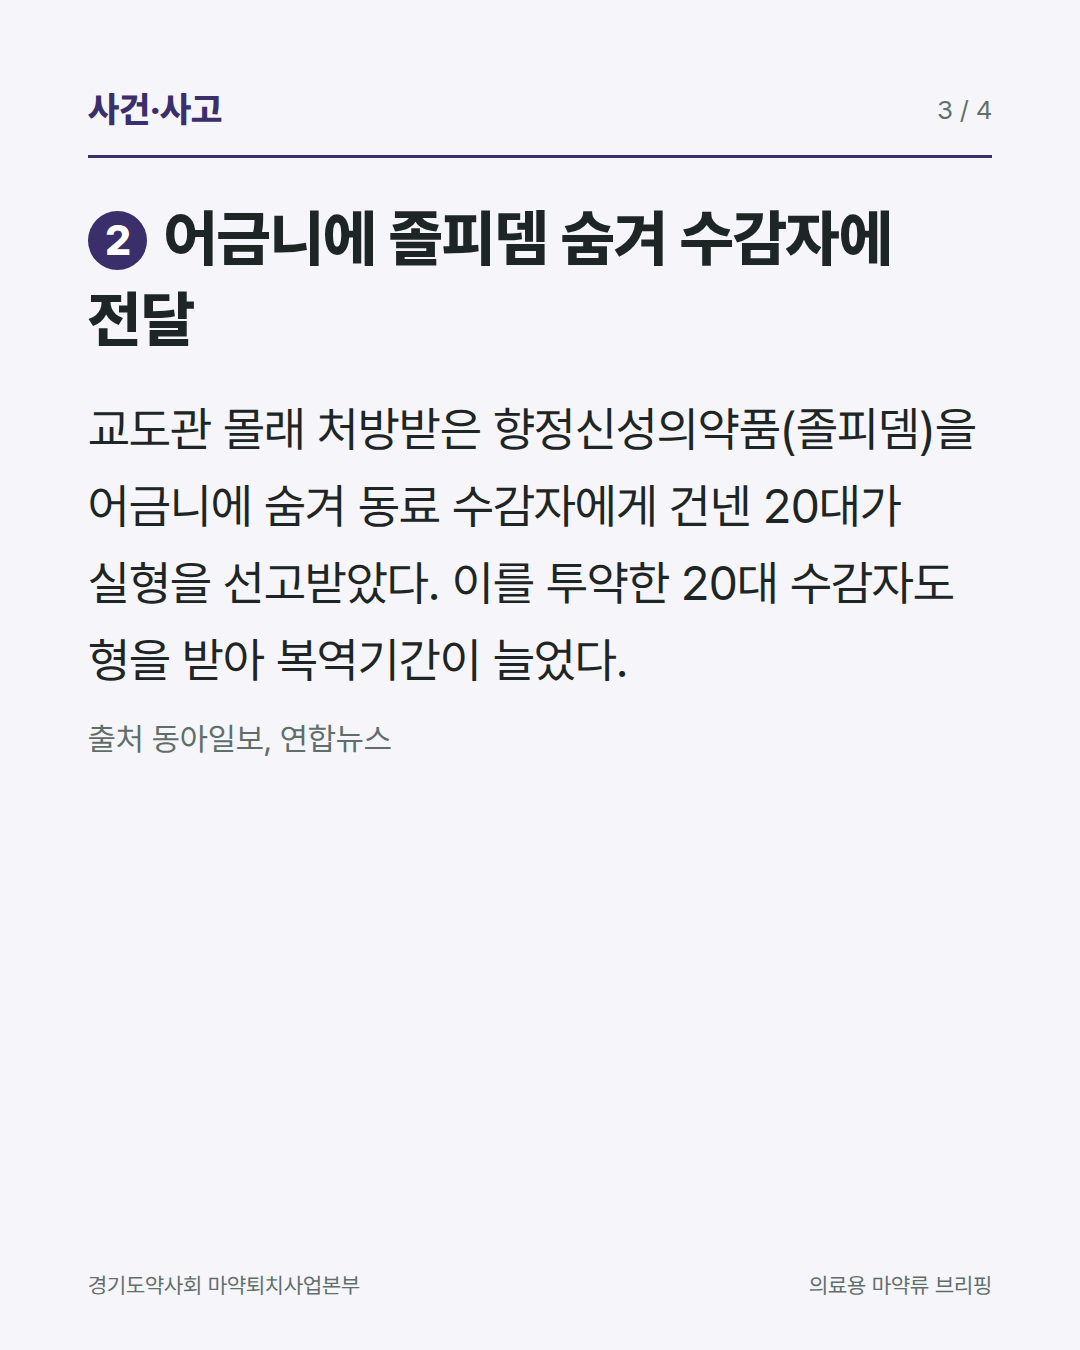 사건·사고
3 / 4
2 어금니에 졸피뎀 숨겨 수감자에
전달
교도관 몰래 처방받은 향정신성의약품(졸피뎀)을
어금니에 숨겨 동료 수감자에게 건넨 20대가
실형을 선고받았다. 이를 투약한 20대 수감자도
형을 받아 복역기간이 늘었다.
출처 동아일보, 연합뉴스
경기도약사회 마약퇴치사업본부
의료용 마약류 브리핑